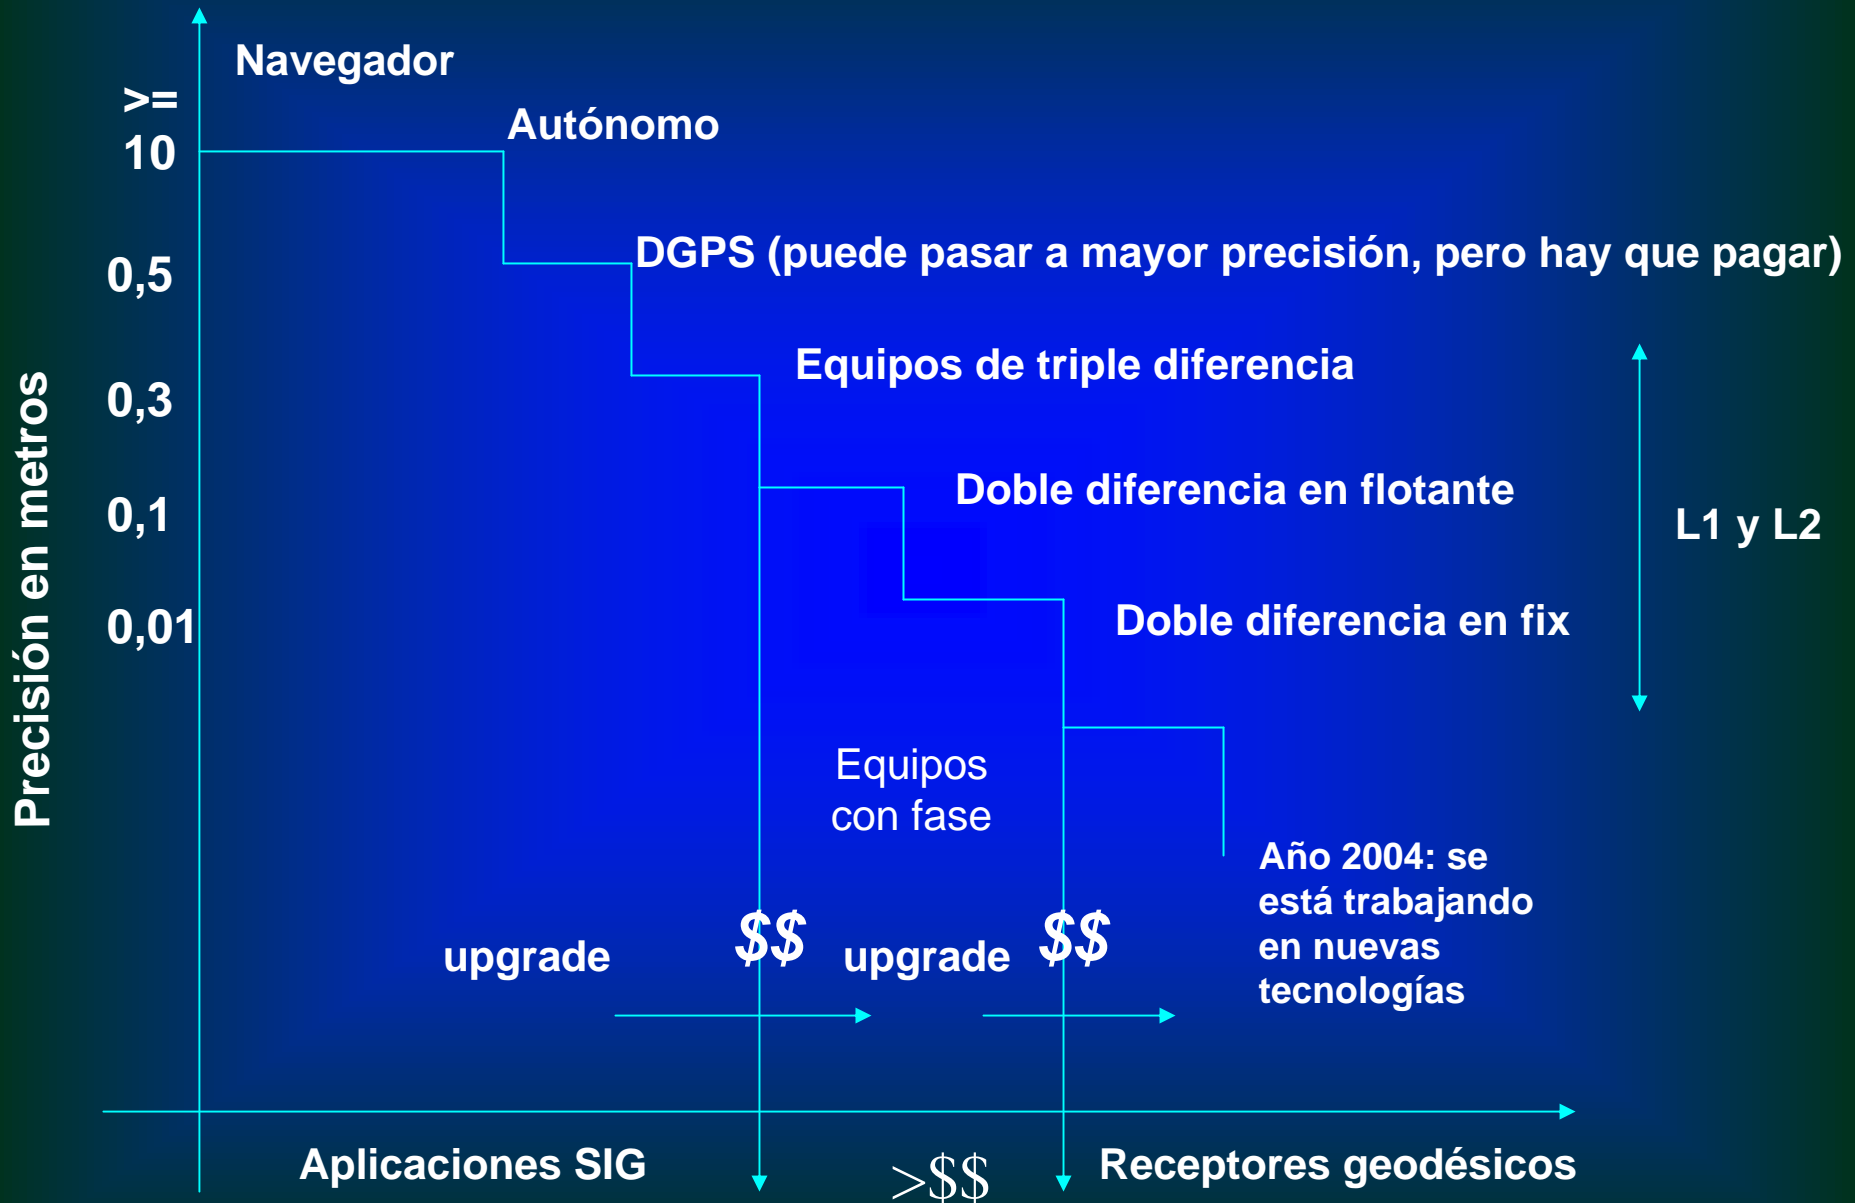 Navegador
>=
10
Autónomo
0,5
DGPS (puede pasar a mayor precisión, pero hay que pagar)
Equipos de triple diferencia
0,3
Precisión en metros
Doble diferencia en flotante
0,1
L1 y L2
0,01
Doble diferencia en fix
Equipos
con fase
Año 2004: se
está trabajando
en nuevas
tecnologías
upgrade
$$
upgrade
$$
Aplicaciones SIG
>$$
Receptores geodésicos